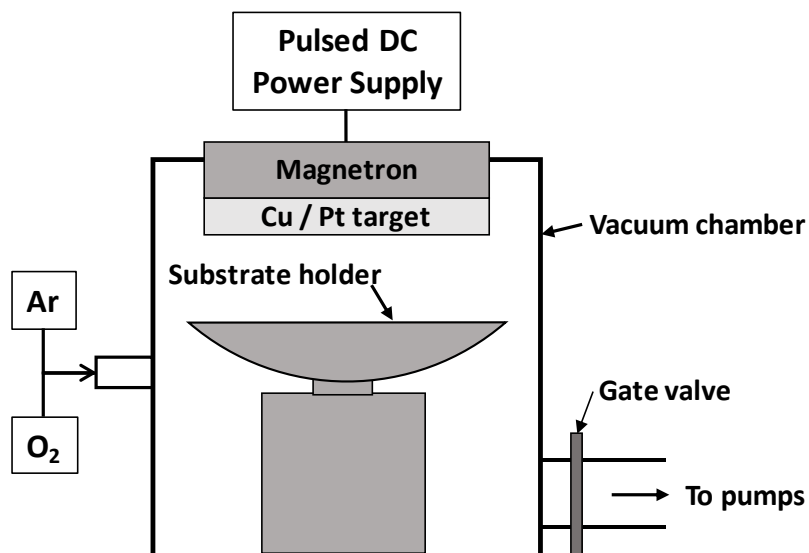 Pulsed DC
Power Supply
Magnetron
Cu / Pt target
Vacuum chamber
Substrate holder
Ar
Gate valve
O₂
To pumps